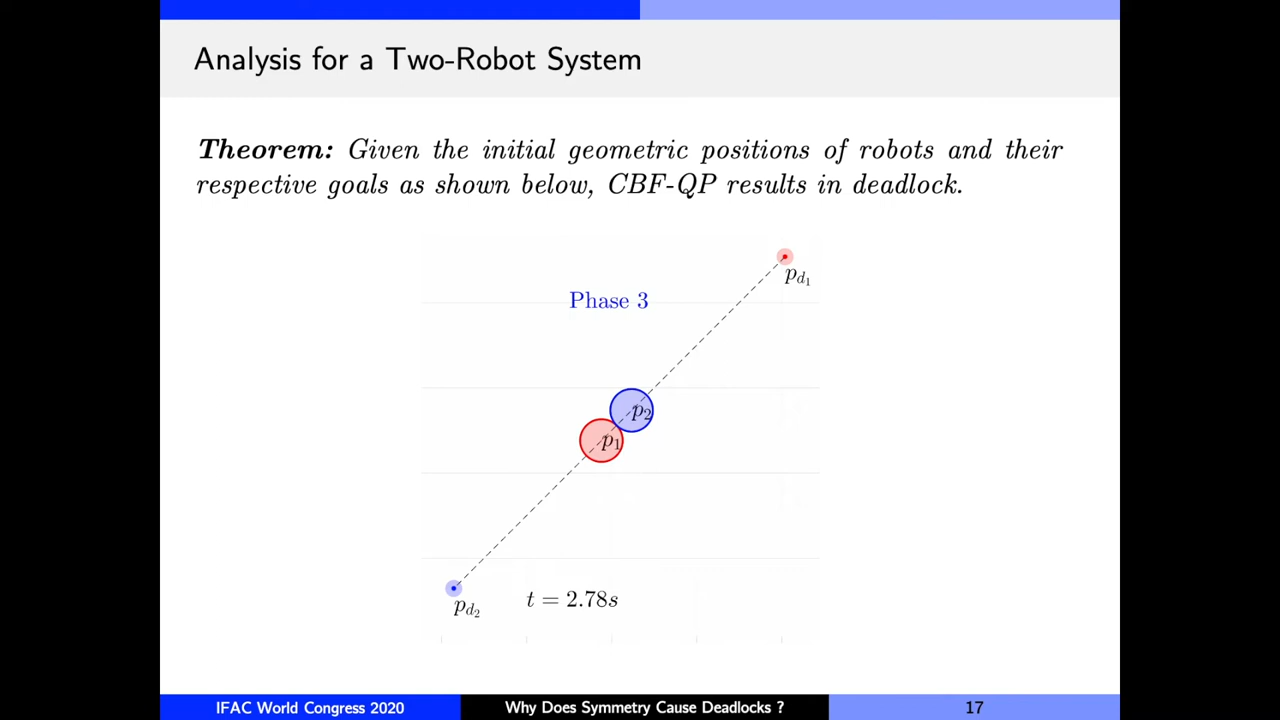 Analysis for a Two-Robot System
Theorem: Given the initial geometric positions of robots and their
respective goals as shown below, CBF-QP results in deadlock.
p_{d_1}
Phase 3
p_2
p_1
p_{d_2}
t = 2.78s
IFAC World Congress 2020
Why Does Symmetry Cause Deadlocks ?
17